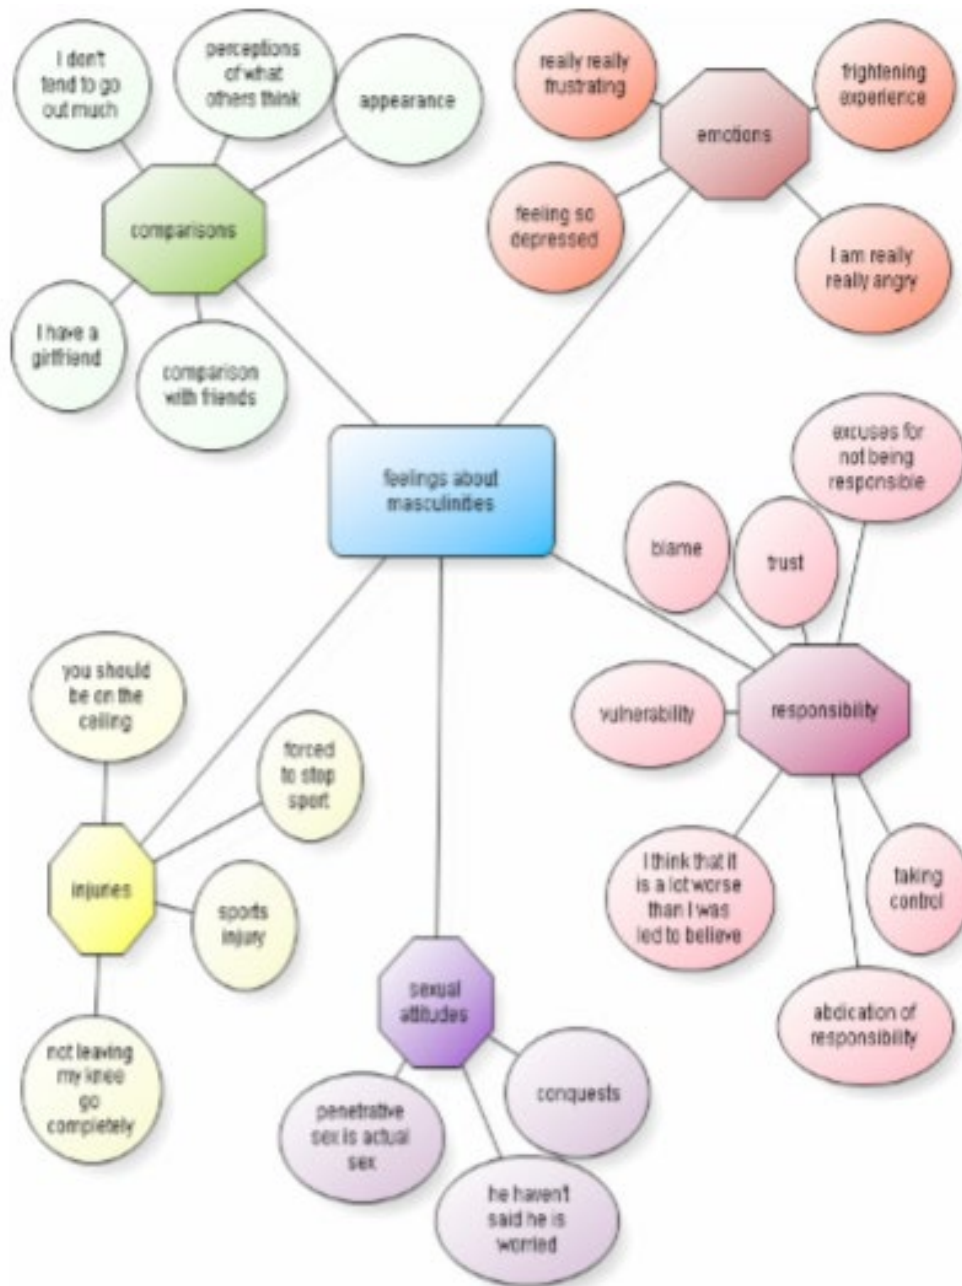 I don't
tend to go
out much
perceptions
of what
others think
appearance
comparisons
I have a
girlfriend
comparison
with friends
really really
frustrating
frightening
experience
emotions
feeling so
depressed
I am really
really angry
feelings about
masculinities
excuses for
not being
responsible
blame
trust
vulnerability
responsibility
I think that it
is a lot worse
than I was
led to believe
taking
control
abdication of
responsibility
you should
be on the
ceiling
forced
to stop
sport
injuries
sports
injury
not leaving
my knee
go
completely
sexual
attitudes
penetrative
sex is actual
sex
conquests
he haven't
said he is
worried